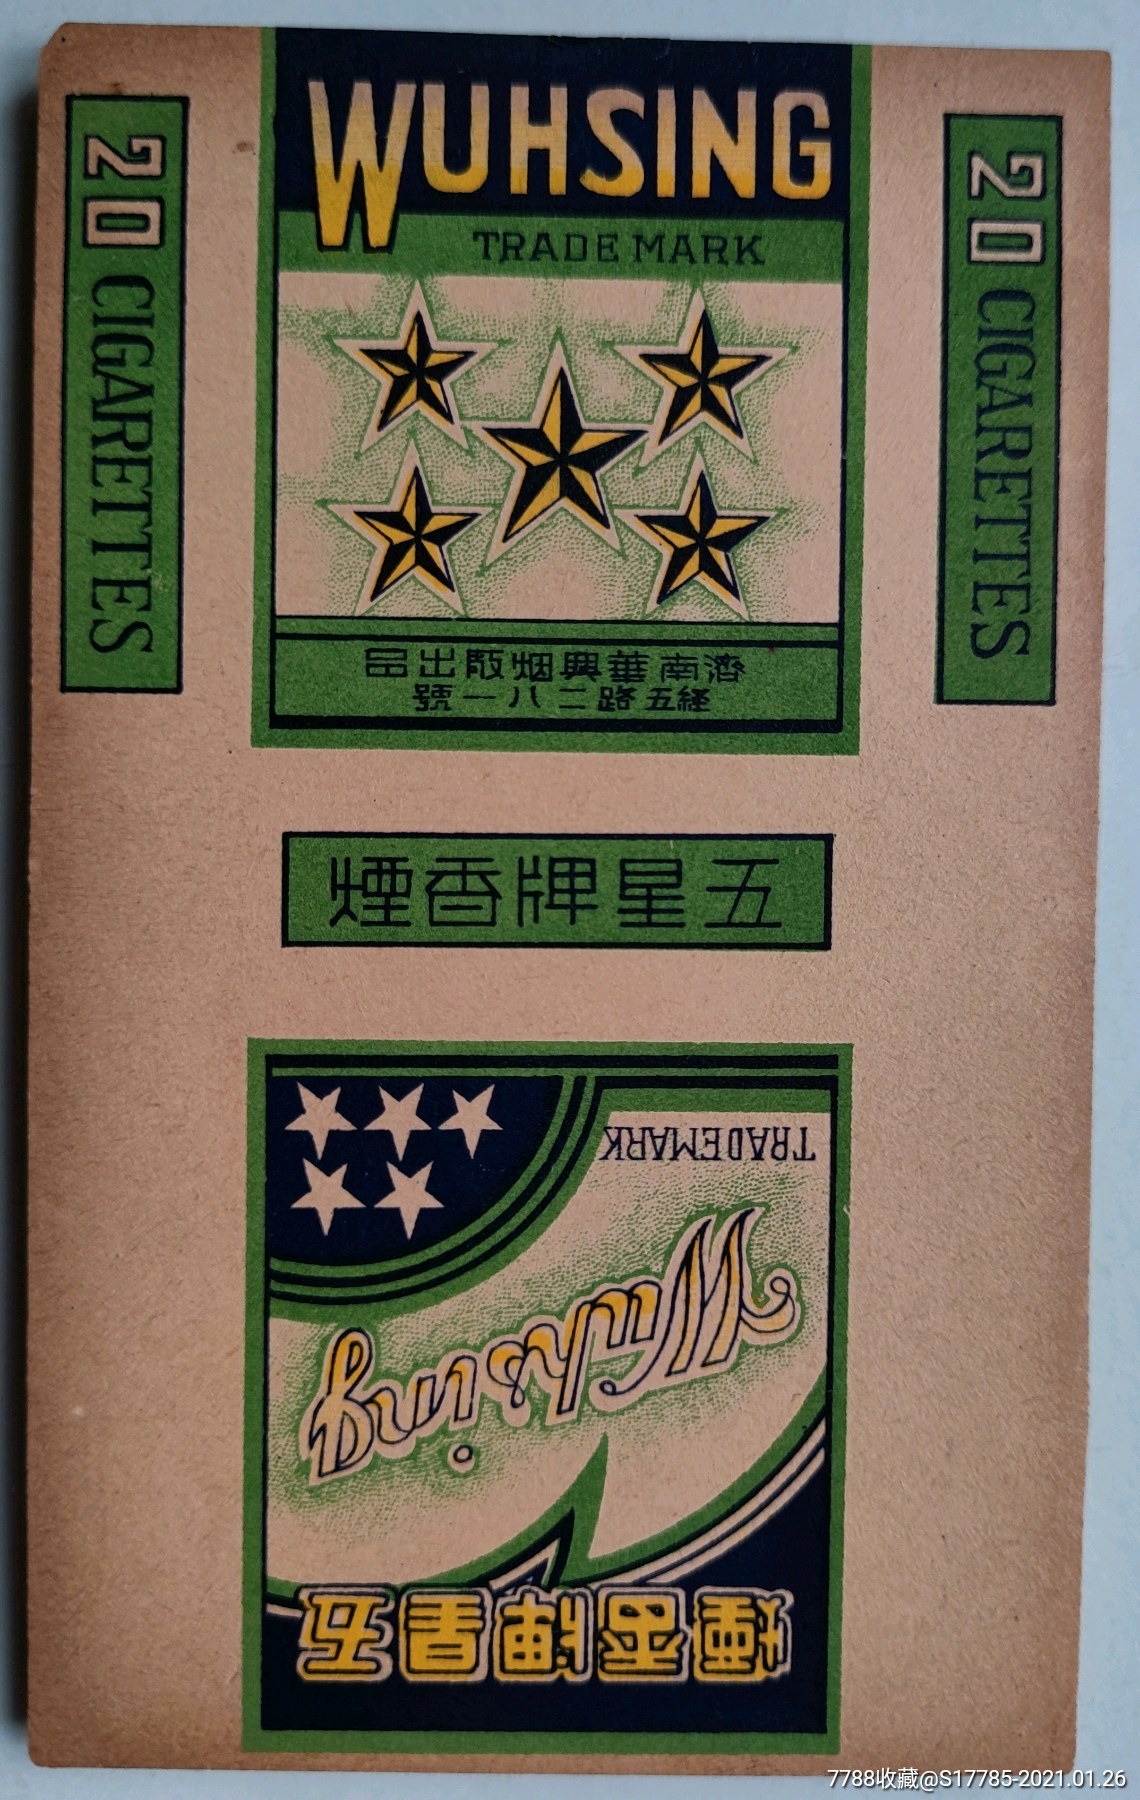 WUHSING
TRADE MARK
濟南華興烟厰出品
經五路二八一號
20 CIGARETTES
20 CIGARETTES
五星牌香煙
TRADEMARK
Wuhsing
五星牌香煙
7788收藏@S17785-2021.01.26